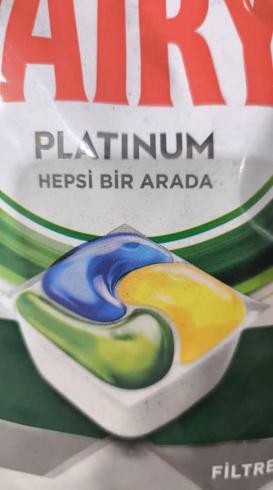 AIRY
PLATINUM
HEPSİ BİR ARADA
FİLTRE